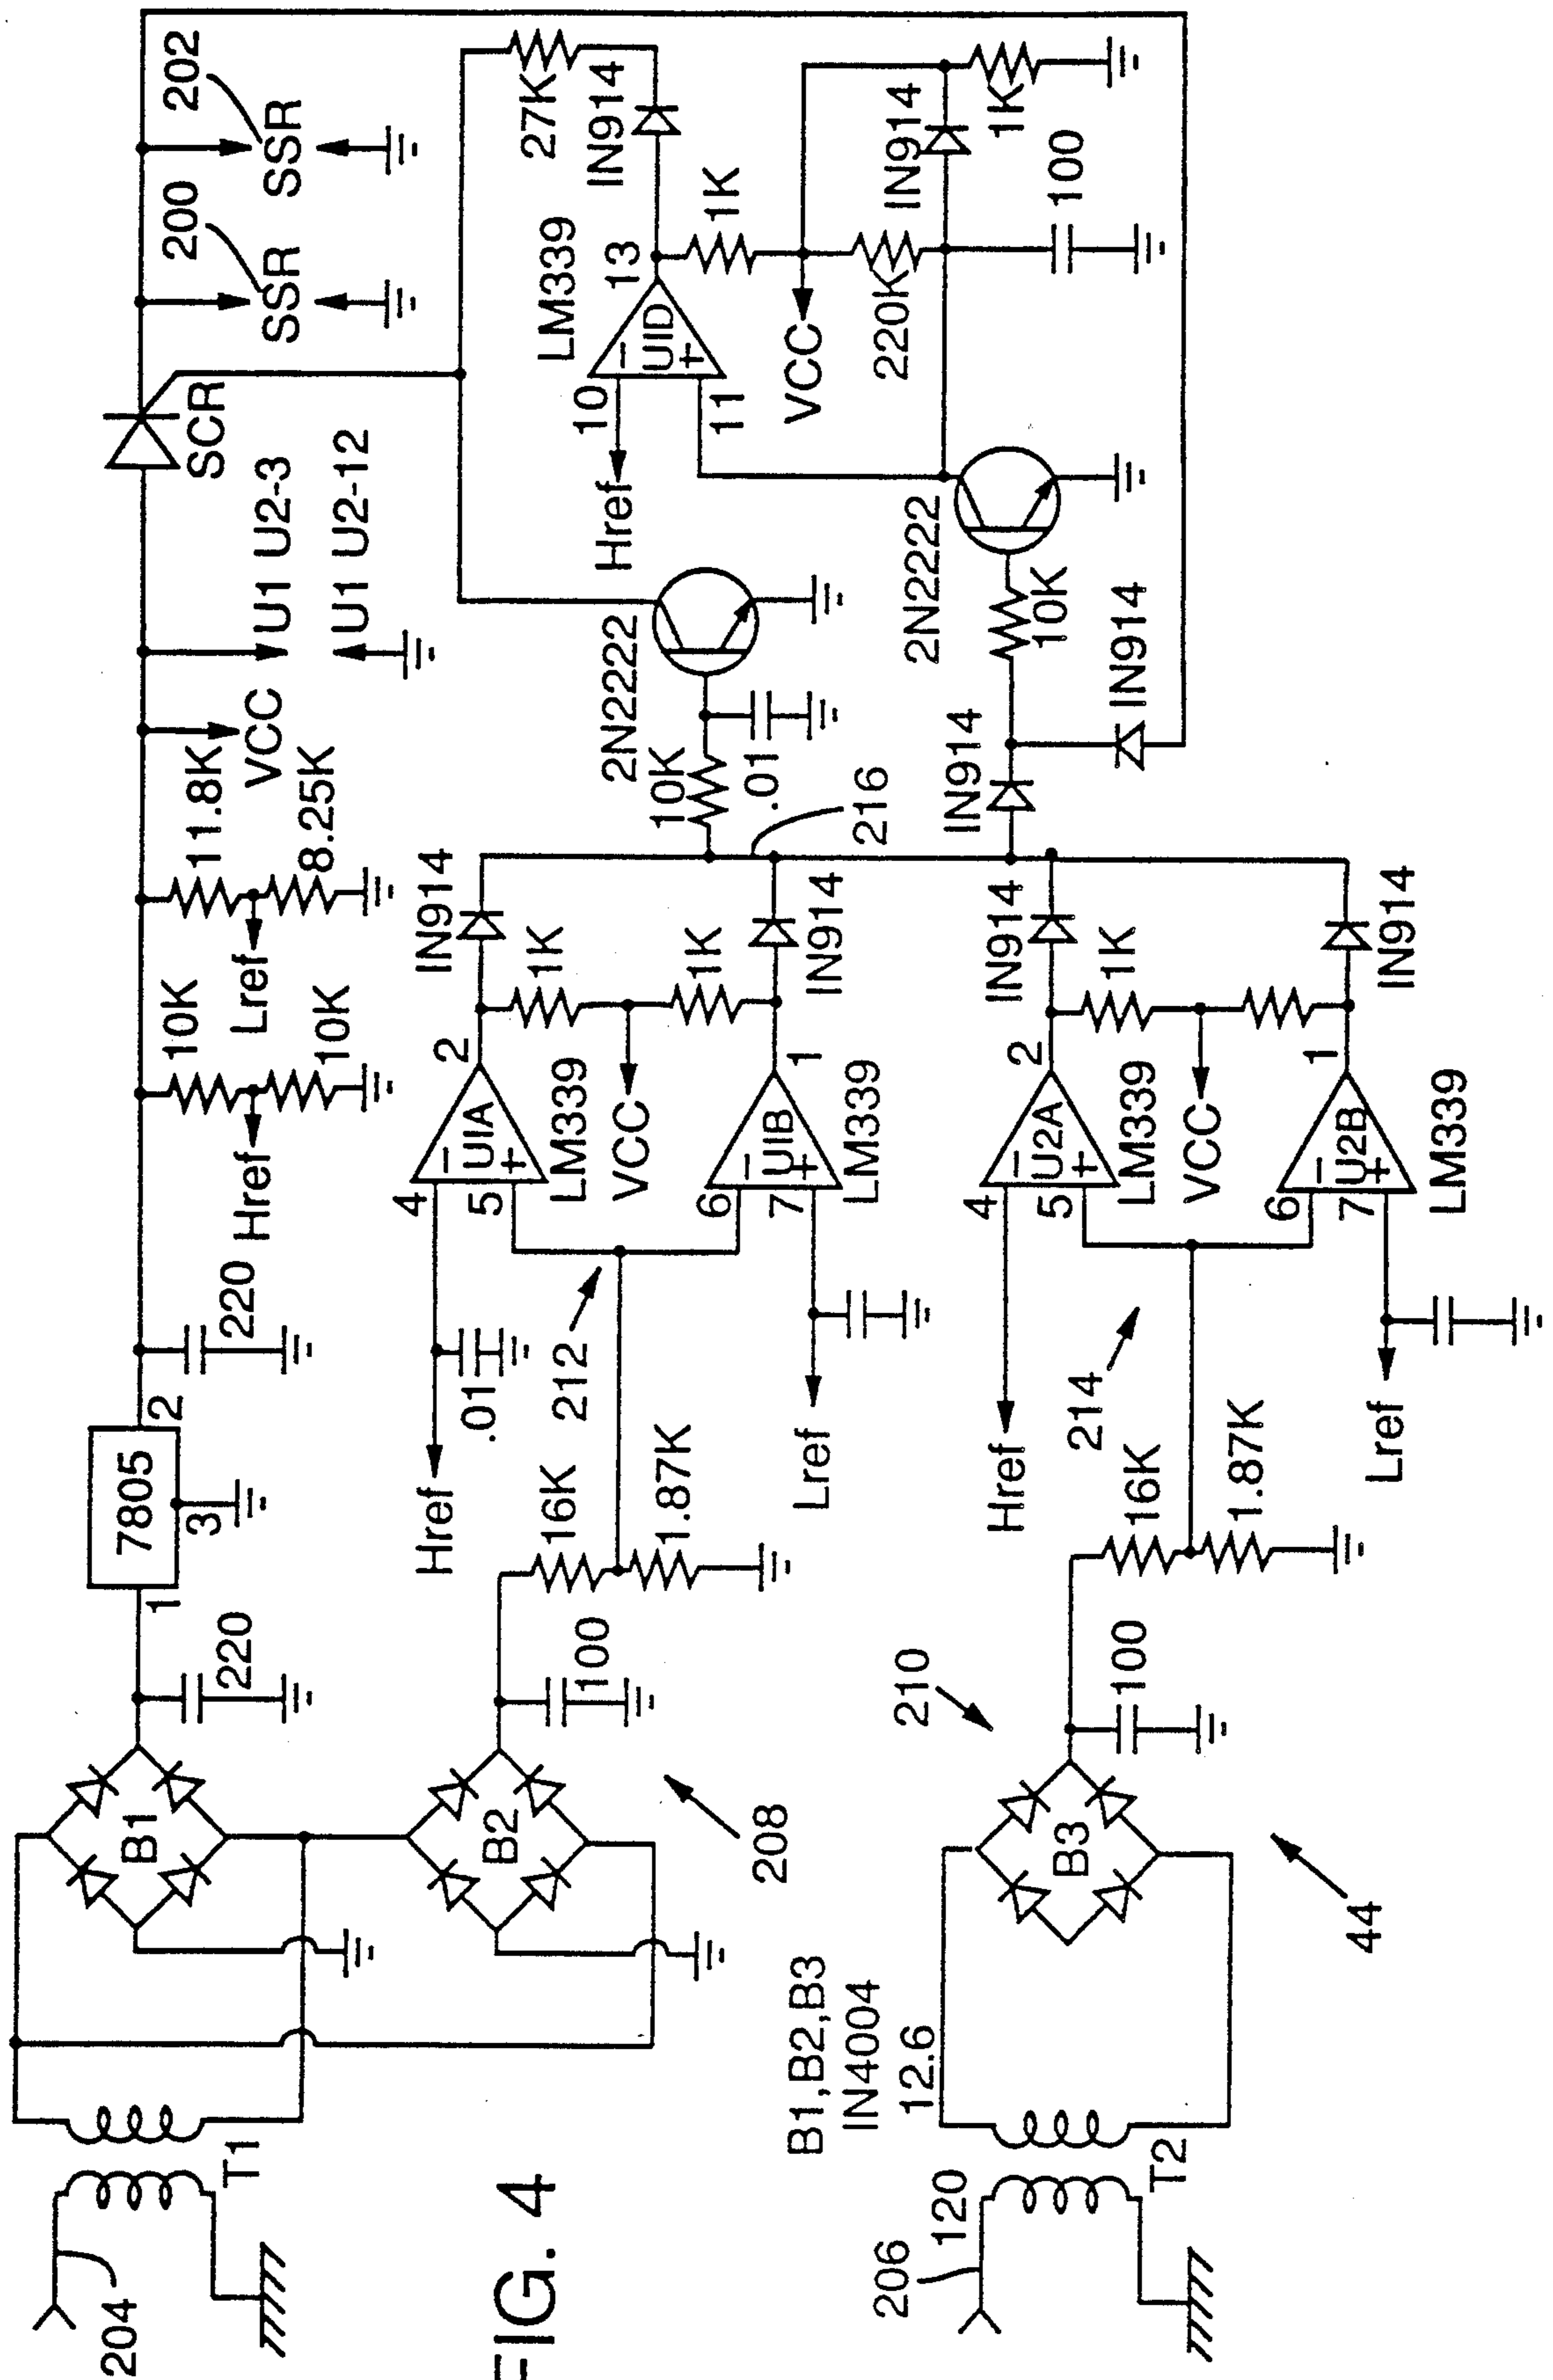 202
SSR
200
SSR
27K
IN914
LM339
13
1K
IN914
1K
100
10
UID
−
+
11
Href
VCC
220K
SCR
U1 U2-3
U1 U2-12
VCC
11.8K
8.25K
Lref
10K
10K
Href
220
7805
1
2
3
220
2N2222
10K
.01
2N2222
10K
IN914
IN914
216
IN914
1K
1K
IN914
2
UIA
−
+
LM339
4
5
VCC
1
UIB
−
+
LM339
6
7
Href
.01
212
Lref
16K
1.87K
100
IN914
1K
IN914
2
U2A
−
+
LM339
4
5
VCC
1
U2B
−
+
LM339
6
7
Href
214
Lref
16K
1.87K
100
210
B1
B2
208
B3
44
B1,B2,B3
IN4004
12.6
120
T1
T2
204
206
FIG. 4